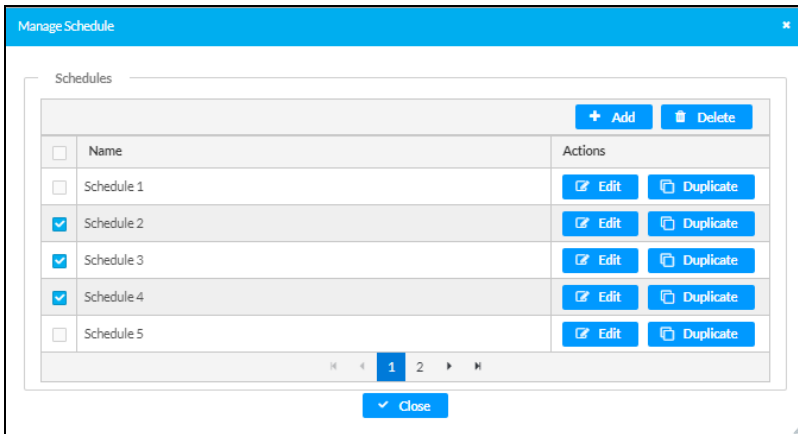 Manage Schedule
Schedules
Add Delete
Name Actions
Schedule 1 Edit Duplicate
Schedule 2 Edit Duplicate
Schedule 3 Edit Duplicate
Schedule 4 Edit Duplicate
Schedule 5 Edit Duplicate
1 2
Close